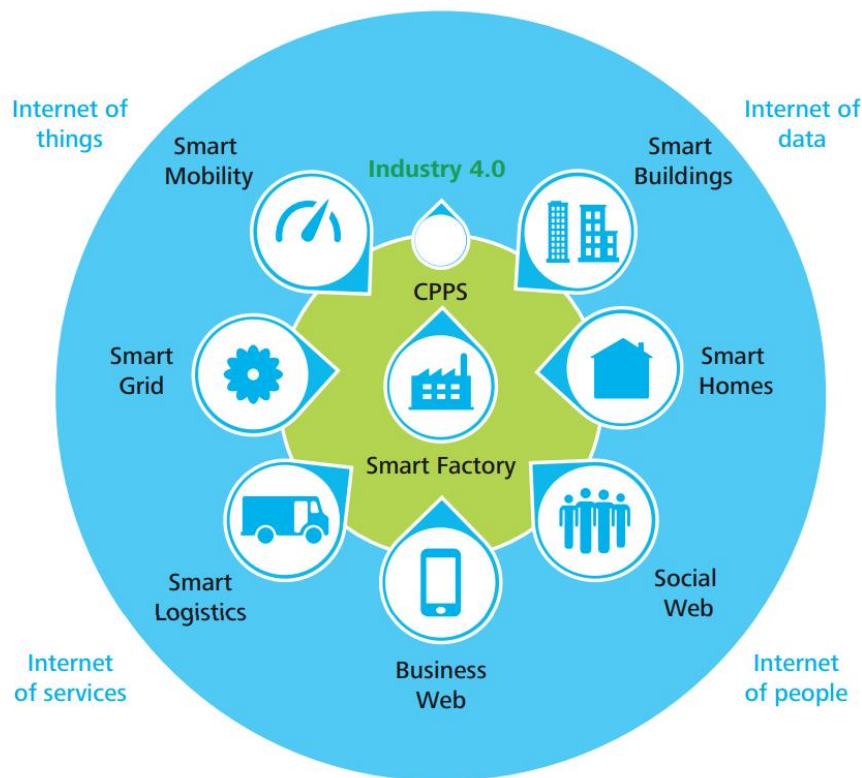 Internet of
things
Internet of
data
Smart
Mobility
Industry 4.0
Smart
Buildings
CPPS
Smart
Grid
Smart
Homes
Smart Factory
Smart
Logistics
Social
Web
Business
Web
Internet
of services
Internet
of people